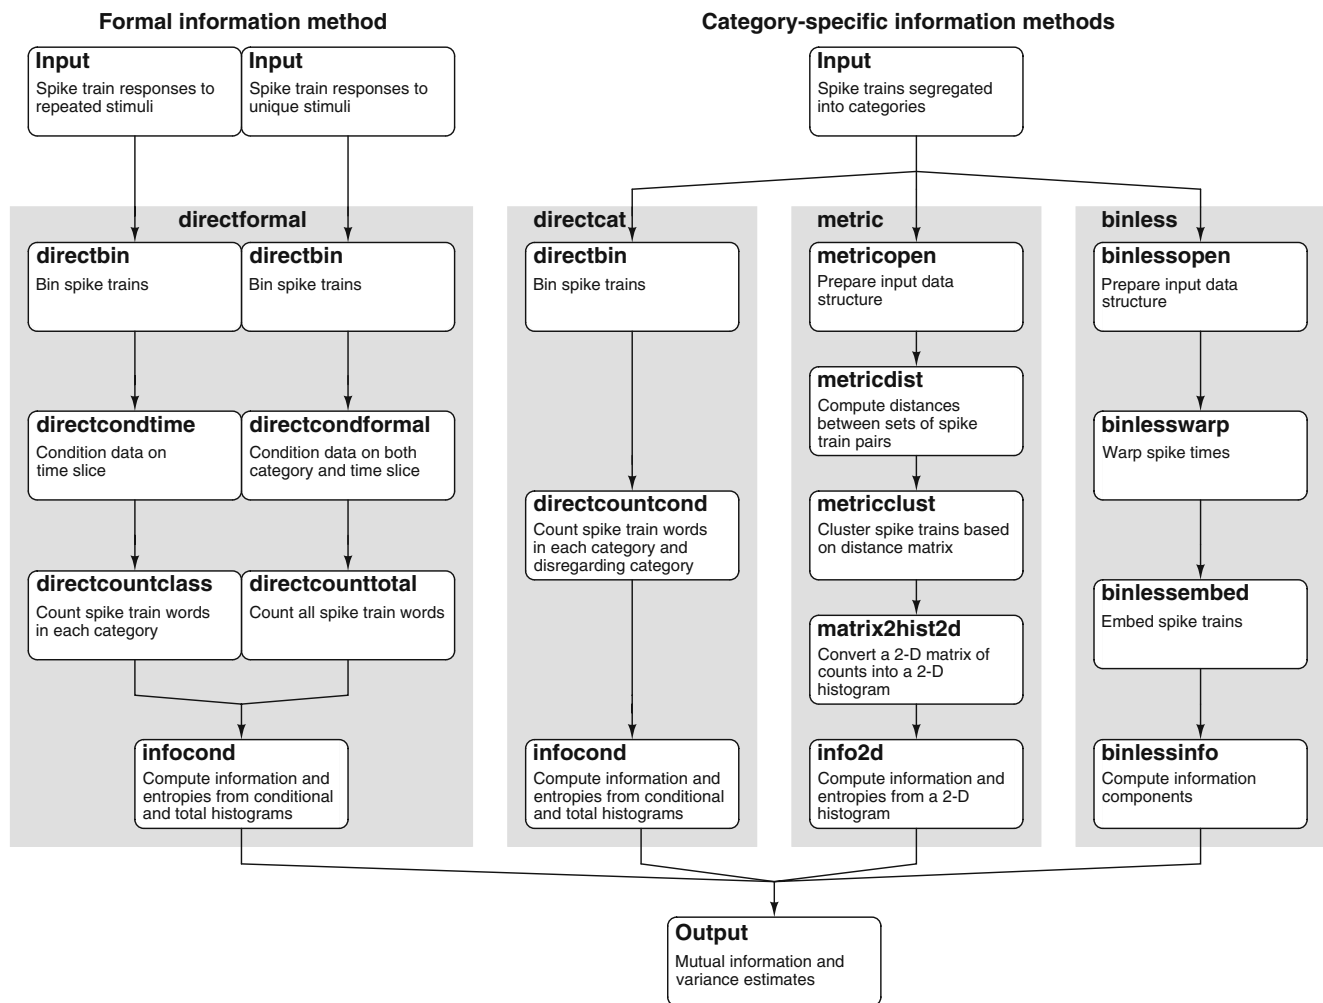 Formal information method
Category-specific information methods
Input
Spike train responses to
repeated stimuli
Input
Spike train responses to
unique stimuli
Input
Spike trains segregated
into categories
directformal
directbin
Bin spike trains
directbin
Bin spike trains
directcondtime
Condition data on
time slice
directcondformal
Condition data on both
category and time slice
directcountclass
Count spike train words
in each category
directcounttotal
Count all spike train words
infocond
Compute information and
entropies from conditional
and total histograms
directcat
directbin
Bin spike trains
directcountcond
Count spike train words
in each category and
disregarding category
infocond
Compute information and
entropies from conditional
and total histograms
metric
metricopen
Prepare input data
structure
metricdist
Compute distances
between sets of spike
train pairs
metricclust
Cluster spike trains based
on distance matrix
matrix2hist2d
Convert a 2-D matrix of
counts into a 2-D
histogram
info2d
Compute information and
entropies from a 2-D
histogram
binless
binlessopen
Prepare input data
structure
binlesswarp
Warp spike times
binlessembed
Embed spike trains
binlessinfo
Compute information
components
Output
Mutual information and
variance estimates